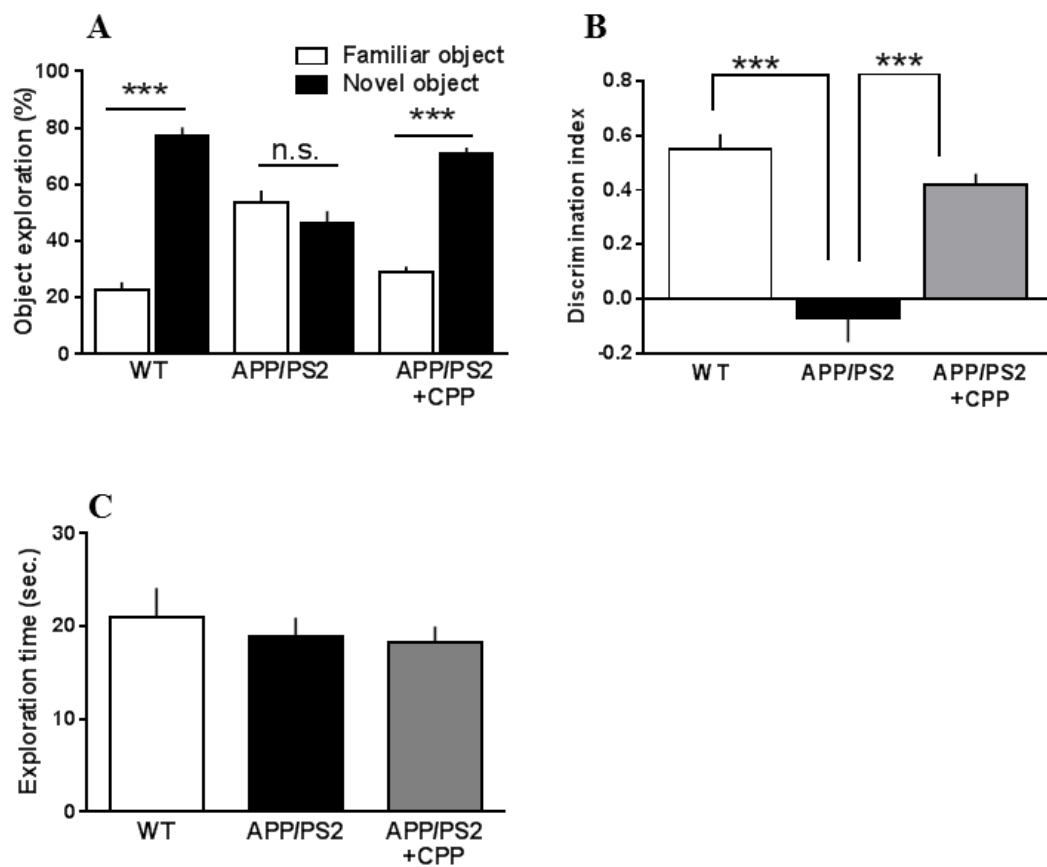 A
Familiar object
Novel object
Object exploration (%)
100
80
60
40
20
0
***
n.s.
***
WT
APP/PS2
APP/PS2
+CPP
B
Discrimination index
0.8
0.6
0.4
0.2
0.0
-0.2
***
***
WT
APP/PS2
APP/PS2
+CPP
C
Exploration time (sec.)
30
20
10
0
WT
APP/PS2
APP/PS2
+CPP